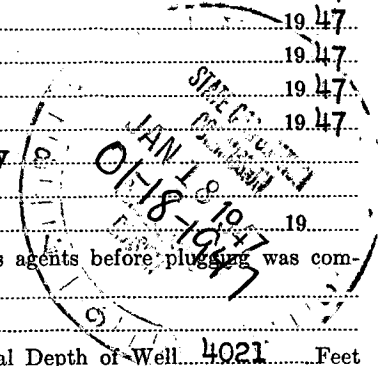 19 47
19 47
19 47
19 47
7
STATE
JAN 18 1947
01-18-1947
19
s agents before plugging was com-
al Depth of Well 4021 Feet